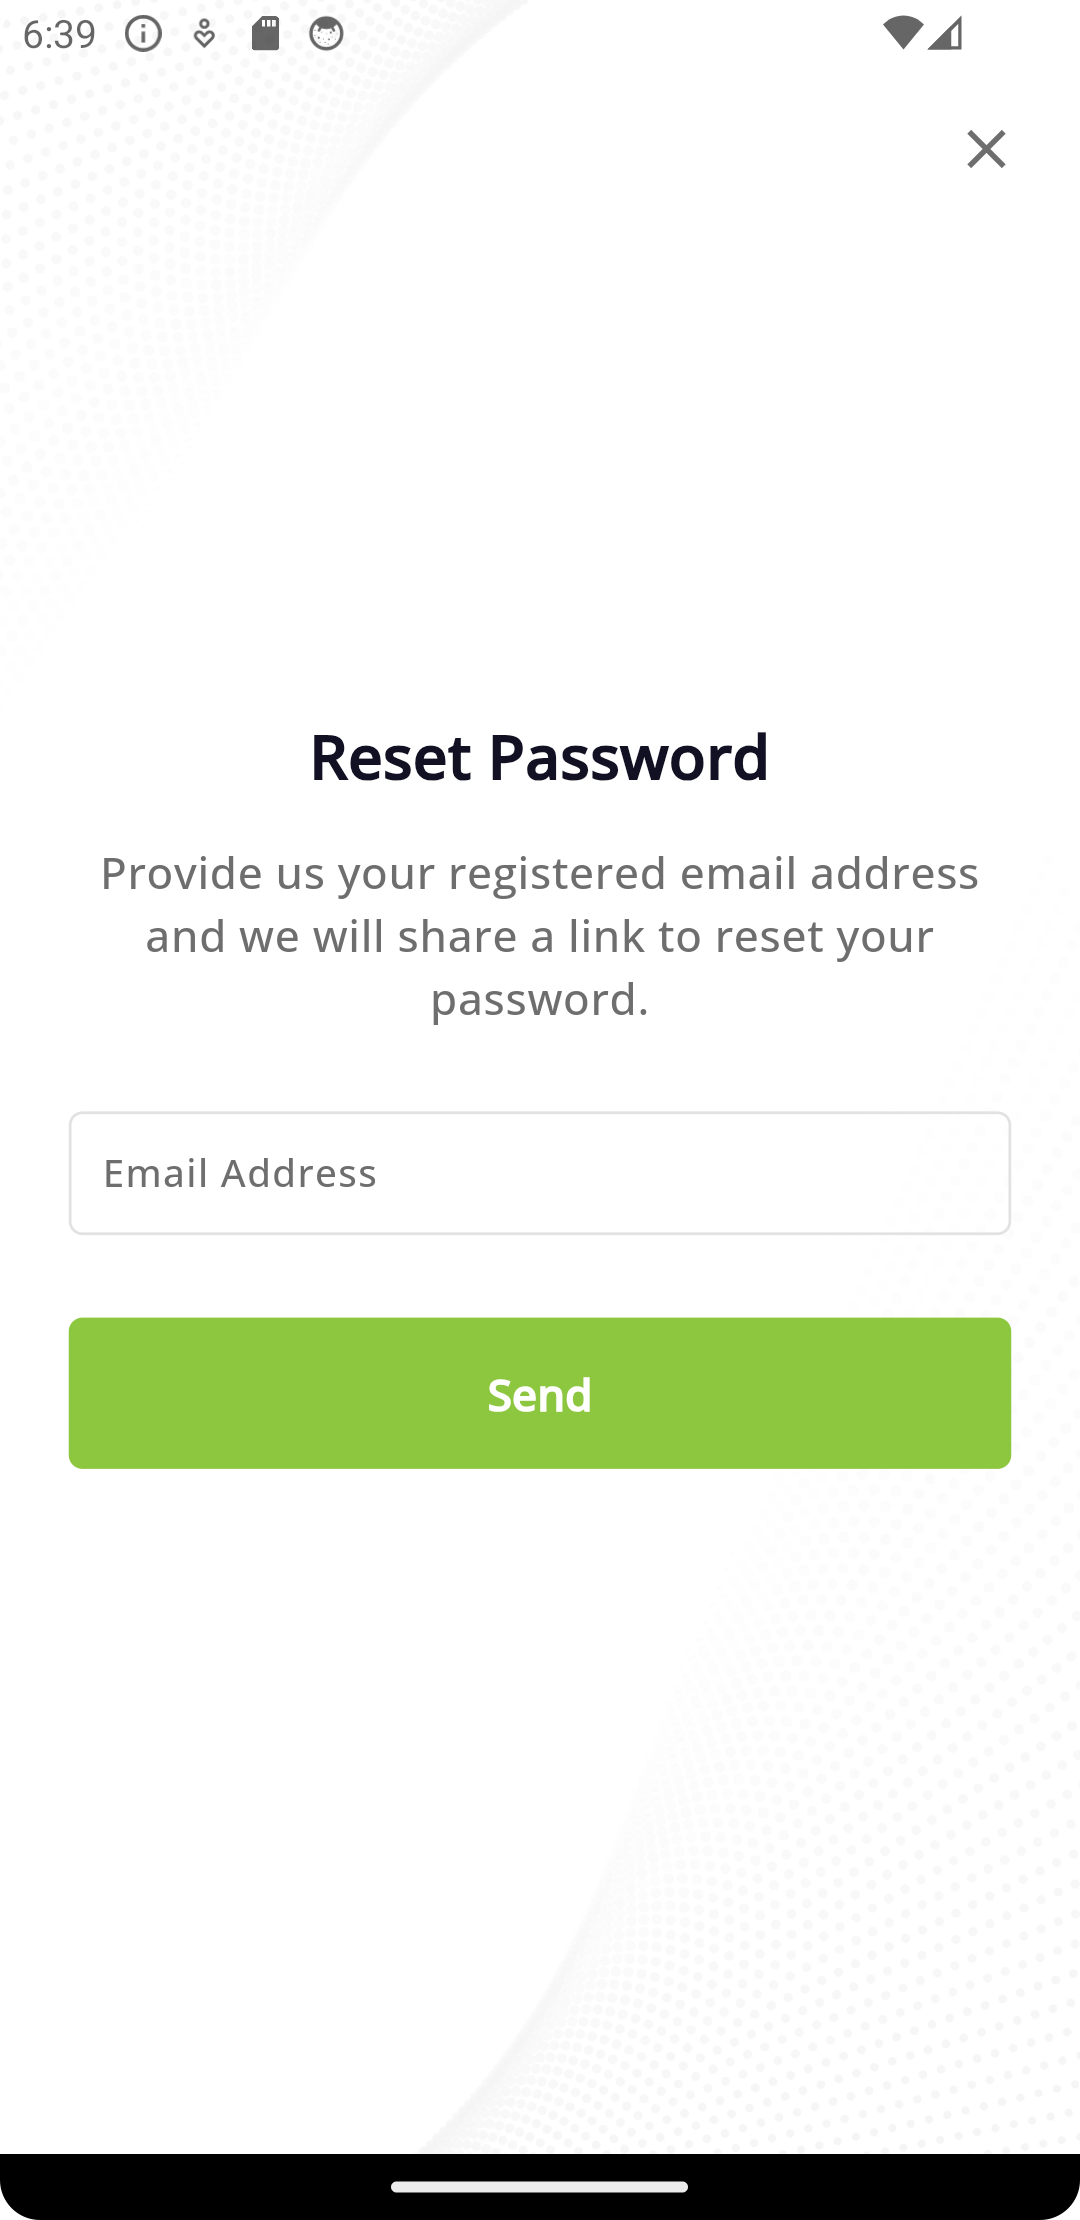 6:39
Reset Password
Provide us your registered email address
and we will share a link to reset your
password.
Email Address
Send